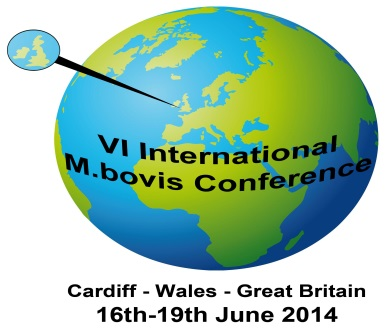 VI International
M.bovis Conference
Cardiff - Wales - Great Britain
16th-19th June 2014